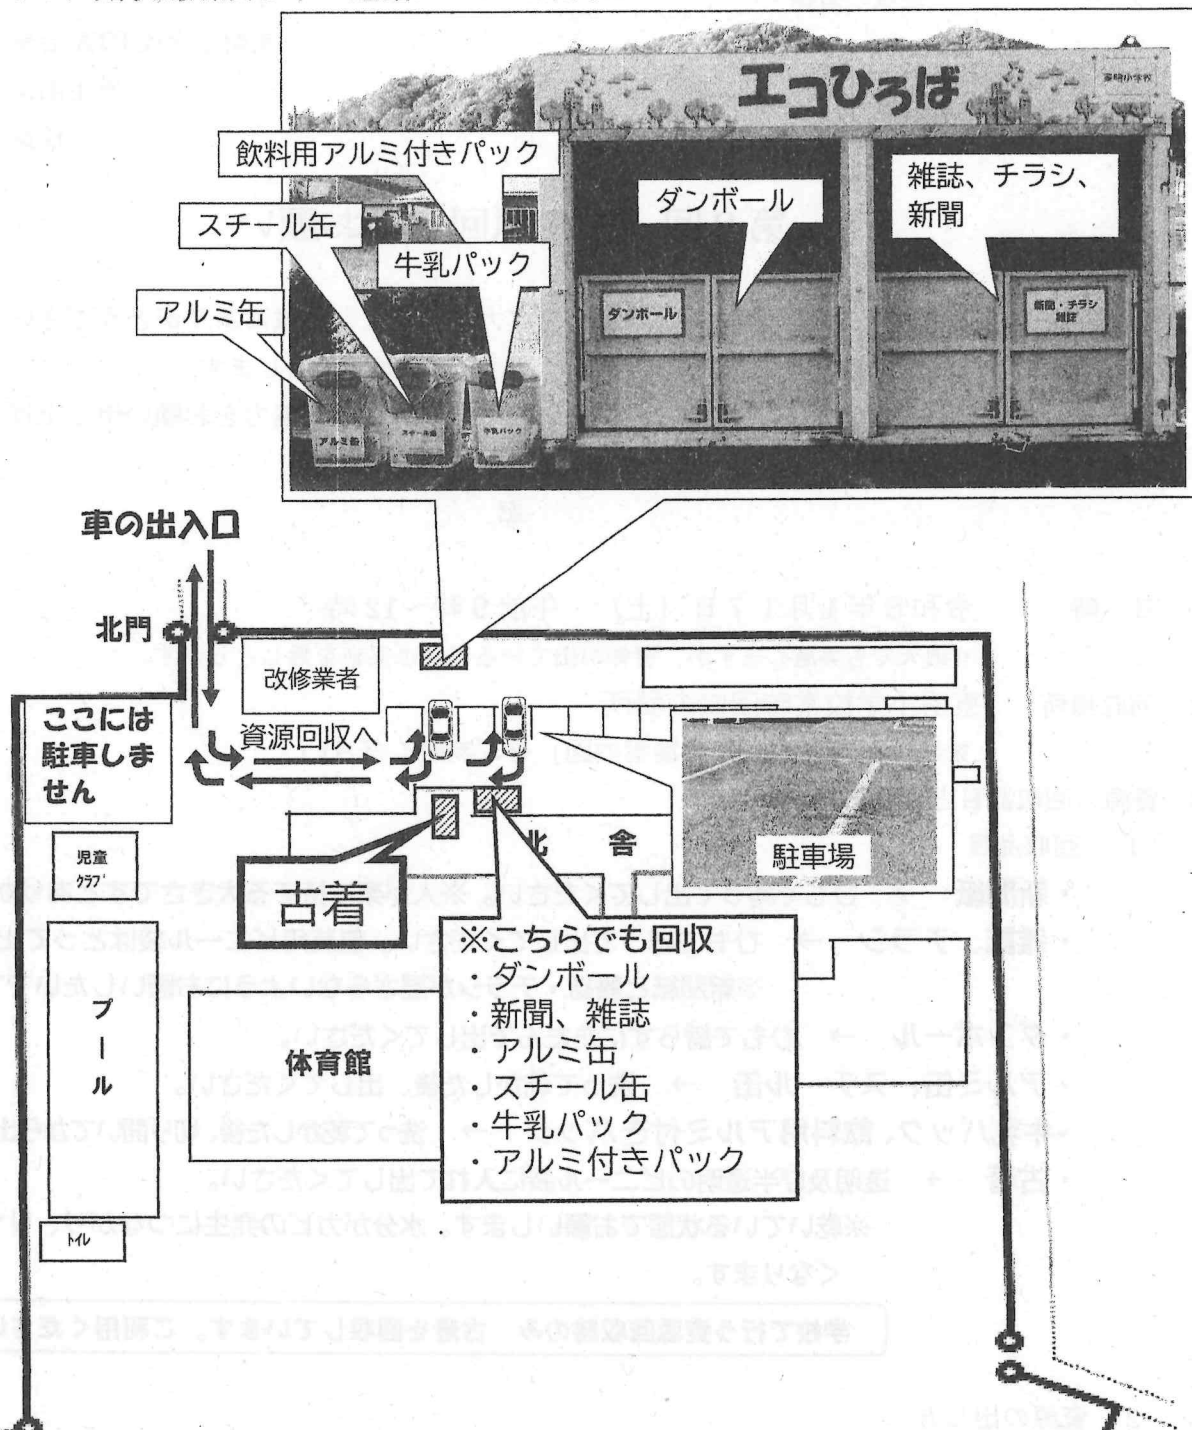 エコひろば
飲料用アルミ付きパック
スチール缶
牛乳パック
アルミ缶
ダンボール
雑誌、チラシ、
新聞
ダンボール
新聞・チラシ
雑誌
アルミ缶
スチール缶
牛乳パック
車の出入口
北門
改修業者
ここには
駐車しま
せん
資源回収へ
児童
クラブ
古着
北 舎
駐車場
※こちらでも回収
・ダンボール
・新聞、雑誌
・アルミ缶
・スチール缶
・牛乳パック
・アルミ付きパック
プール
体育館
トイレ